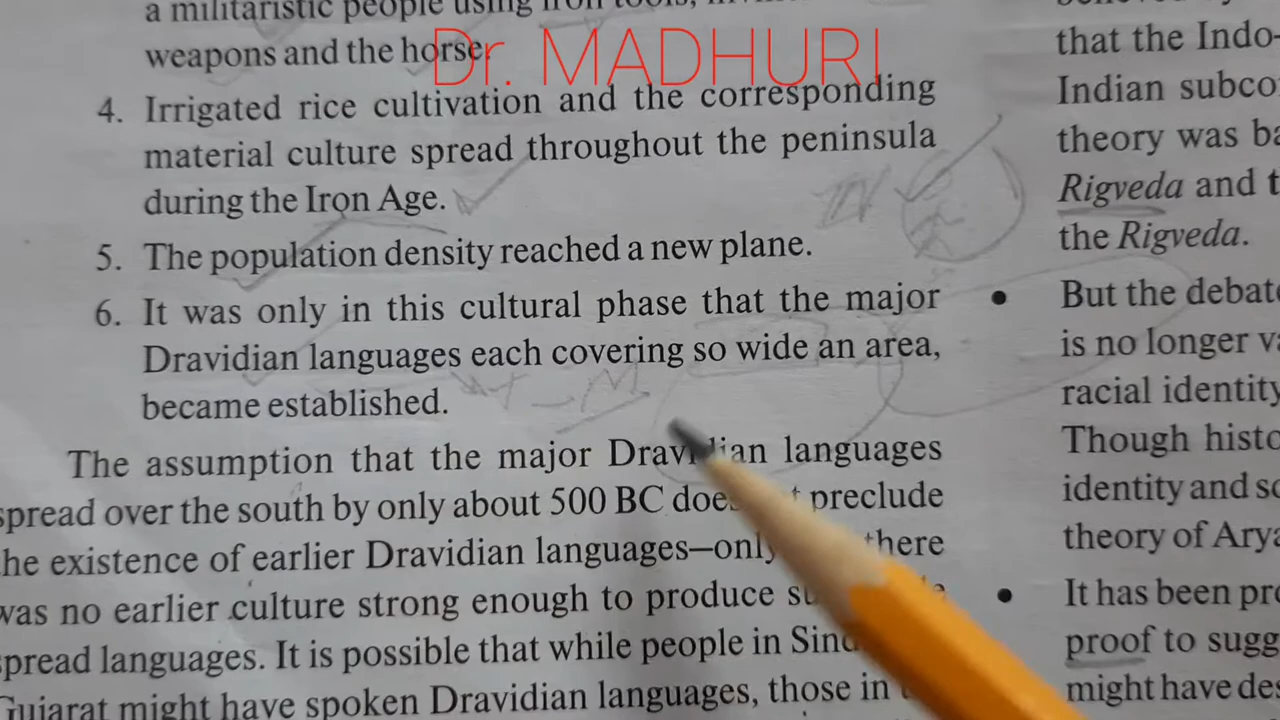 a militaristic people using iron tools,
weapons and the horse.
Dr. MADHURI
4. Irrigated rice cultivation and the corresponding
material culture spread throughout the peninsula
during the Iron Age.
5. The population density reached a new plane.
6. It was only in this cultural phase that the major
Dravidian languages each covering so wide an area,
became established.
The assumption that the major Dravidian languages
spread over the south by only about 500 BC does preclude
the existence of earlier Dravidian languages—only there
was no earlier culture strong enough to produce
spread languages. It is possible that while people in Sind
Gujarat might have spoken Dravidian languages, those in
that the Indo-
Indian subco
theory was ba
Rigveda and t
the Rigveda.
• But the debate
is no longer va
racial identity
Though histo
identity and so
theory of Arya
• It has been pro
proof to sugg
might have des